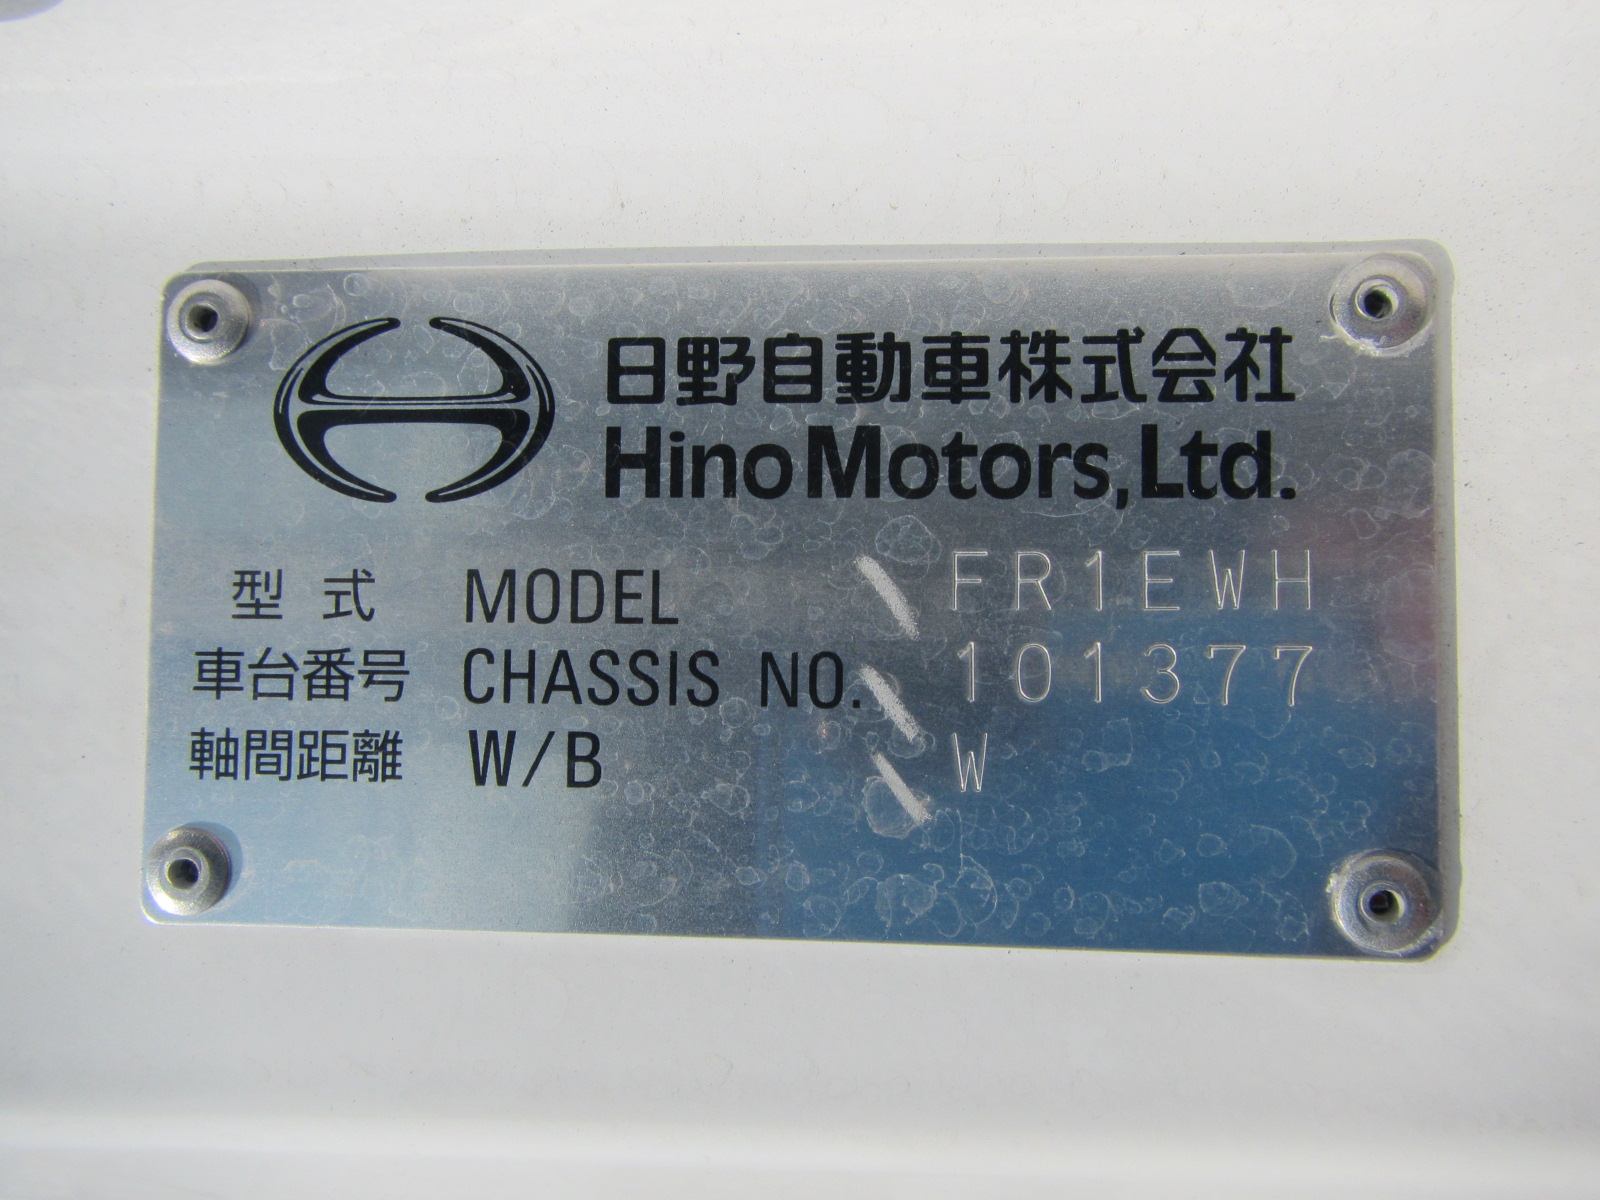 日野自動車株式会社
Hino Motors, Ltd.
型式 MODEL FR1EWH
車台番号 CHASSIS NO. 101377
軸間距離 W/B W